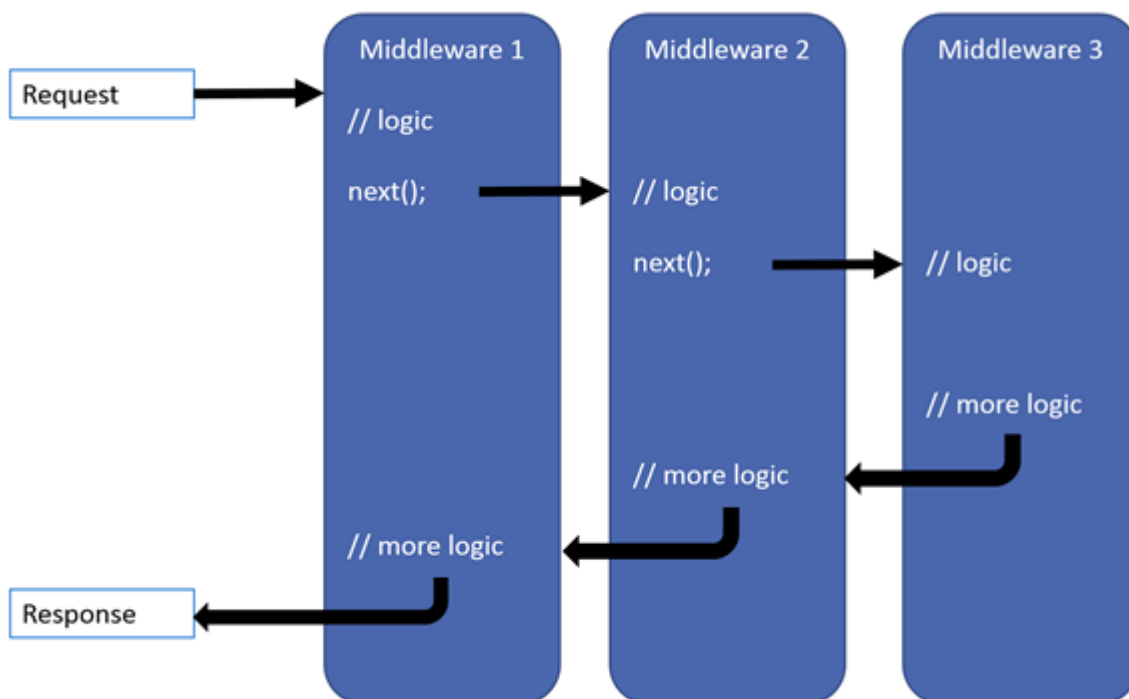 Middleware 1
Middleware 2
Middleware 3
Request
// logic
next();
// logic
next();
// logic
// more logic
// more logic
// more logic
Response